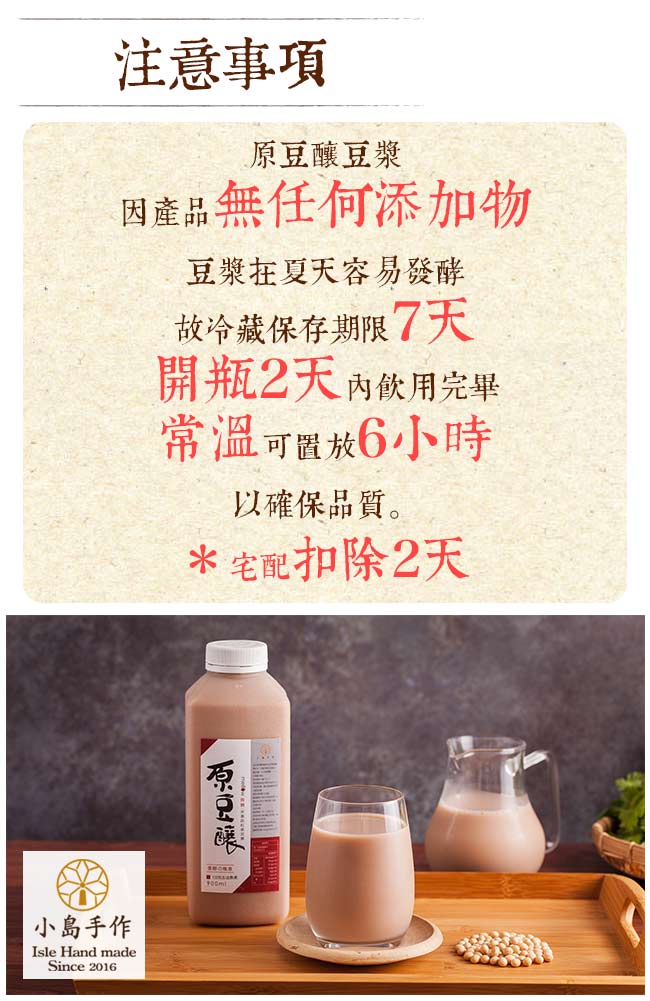 注意事項
原豆釀豆漿
因產品無任何添加物
豆漿在夏天容易發酵
故冷藏保存期限7天
開瓶2天內飲用完畢
常溫可置放6小時
以確保品質。
＊宅配扣除2天
原豆釀
900ml
小島手作
Isle Hand made
Since 2016